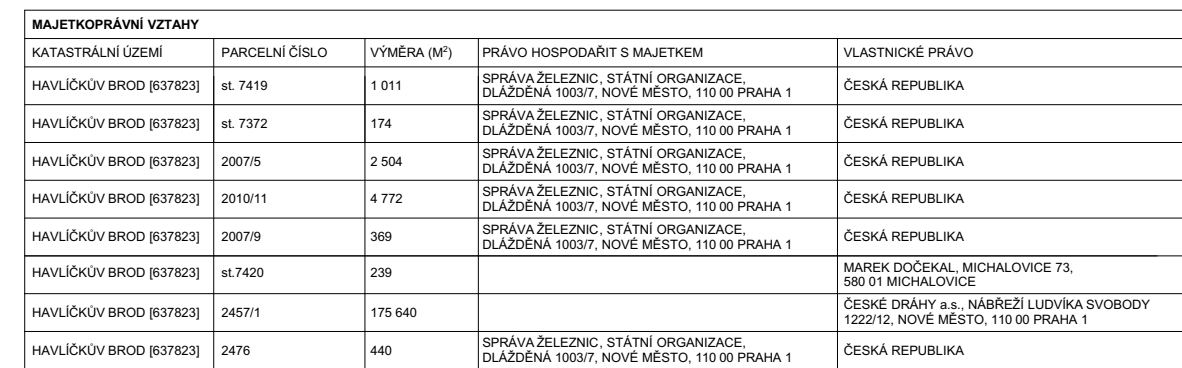 MAJETKOPRÁVNÍ VZTAHY
KATASTRÁLNÍ ÚZEMÍ PARCELNÍ ČÍSLO VÝMĚRA (M²) PRÁVO HOSPODAŘIT S MAJETKEM VLASTNICKÉ PRÁVO
HAVLÍČKŮV BROD [637823] st. 7419 1 011 SPRÁVA ŽELEZNIC, STÁTNÍ ORGANIZACE,
DLÁŽDĚNÁ 1003/7, NOVÉ MĚSTO, 110 00 PRAHA 1 ČESKÁ REPUBLIKA
HAVLÍČKŮV BROD [637823] st. 7372 174 SPRÁVA ŽELEZNIC, STÁTNÍ ORGANIZACE,
DLÁŽDĚNÁ 1003/7, NOVÉ MĚSTO, 110 00 PRAHA 1 ČESKÁ REPUBLIKA
HAVLÍČKŮV BROD [637823] 2007/5 2 504 SPRÁVA ŽELEZNIC, STÁTNÍ ORGANIZACE,
DLÁŽDĚNÁ 1003/7, NOVÉ MĚSTO, 110 00 PRAHA 1 ČESKÁ REPUBLIKA
HAVLÍČKŮV BROD [637823] 2010/11 4 772 SPRÁVA ŽELEZNIC, STÁTNÍ ORGANIZACE,
DLÁŽDĚNÁ 1003/7, NOVÉ MĚSTO, 110 00 PRAHA 1 ČESKÁ REPUBLIKA
HAVLÍČKŮV BROD [637823] 2007/9 369 SPRÁVA ŽELEZNIC, STÁTNÍ ORGANIZACE,
DLÁŽDĚNÁ 1003/7, NOVÉ MĚSTO, 110 00 PRAHA 1 ČESKÁ REPUBLIKA
HAVLÍČKŮV BROD [637823] st.7420 239 MAREK DOČEKAL, MICHALOVICE 73,
580 01 MICHALOVICE
HAVLÍČKŮV BROD [637823] 2457/1 175 640 ČESKÉ DRÁHY a.s., NÁBŘEŽÍ LUDVÍKA SVOBODY
1222/12, NOVÉ MĚSTO, 110 00 PRAHA 1
HAVLÍČKŮV BROD [637823] 2476 440 SPRÁVA ŽELEZNIC, STÁTNÍ ORGANIZACE,
DLÁŽDĚNÁ 1003/7, NOVÉ MĚSTO, 110 00 PRAHA 1 ČESKÁ REPUBLIKA